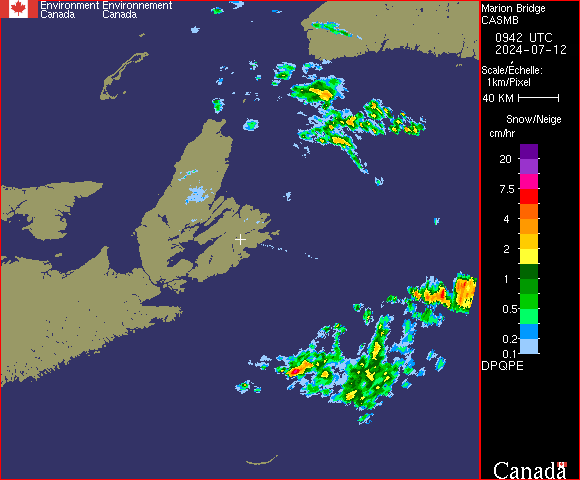 Environment Environnement
Canada Canada
Marion Bridge
CASMB
0942 UTC
2024-07-12
Scale/Echelle:
1km/Pixel
40 KM
Snow/Neige
cm/hr
20
7.5
4
2
1
0.5
0.2
0.1
DPQPE
Canada